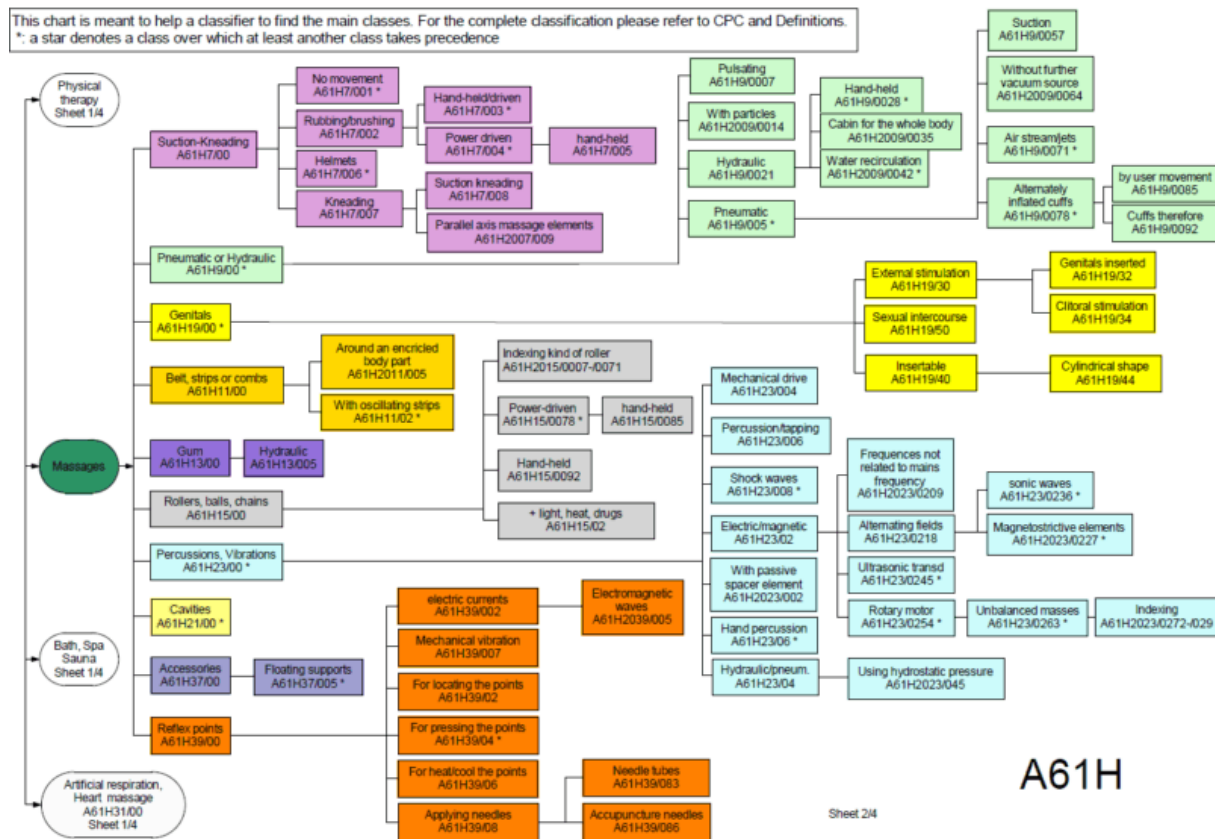 This chart is meant to help a classifier to find the main classes. For the complete classification please refer to CPC and Definitions.
*: a star denotes a class over which at least another class takes precedence
Physical
therapy
Sheet 1/4
Massages
Bath, Spa
Sauna
Sheet 1/4
Artificial respiration,
Heart massage
A61H31/00
Sheet 1/4
Suction-Kneading
A61H7/00
No movement
A61H7/001 *
Rubbing/brushing
A61H7/002
Hand-held/driven
A61H7/003 *
Power driven
A61H7/004 *
hand-held
A61H7/005
Helmets
A61H7/006 *
Kneading
A61H7/007
Suction kneading
A61H7/008
Parallel axis massage elements
A61H2007/009
Pneumatic or Hydraulic
A61H9/00 *
Pulsating
A61H9/0007
With particles
A61H2009/0014
Hydraulic
A61H9/0021
Hand-held
A61H9/0028 *
Cabin for the whole body
A61H2009/0035
Water recirculation
A61H2009/0042 *
Pneumatic
A61H9/005 *
Suction
A61H9/0057
Without further
vacuum source
A61H2009/0064
Air stream/jets
A61H9/0071 *
Alternately
inflated cuffs
A61H9/0078 *
by user movement
A61H9/0085
Cuffs therefore
A61H9/0092
Genitals
A61H19/00 *
External stimulation
A61H19/30
Genitals inserted
A61H19/32
Clitoral stimulation
A61H19/34
Sexual intercourse
A61H19/50
Insertable
A61H19/40
Cylindrical shape
A61H19/44
Belt, strips or combs
A61H11/00
Around an encricled
body part
A61H2011/005
With oscillating strips
A61H11/02 *
Gum
A61H13/00
Hydraulic
A61H13/005
Rollers, balls, chains
A61H15/00
Indexing kind of roller
A61H2015/0007-/0071
Power-driven
A61H15/0078 *
hand-held
A61H15/0085
Hand-held
A61H15/0092
+ light, heat, drugs
A61H15/02
Percussions, Vibrations
A61H23/00 *
Mechanical drive
A61H23/004
Percussion/tapping
A61H23/006
Shock waves
A61H23/008 *
Electric/magnetic
A61H23/02
Frequences not
related to mains
frequency
A61H2023/0209
Alternating fields
A61H23/0218
sonic waves
A61H23/0236 *
Magnetostrictive elements
A61H2023/0227 *
Ultrasonic transd
A61H23/0245 *
Rotary motor
A61H23/0254 *
Unbalanced masses
A61H23/0263 *
Indexing
A61H2023/0272-/029
With passive
spacer element
A61H2023/002
Hand percussion
A61H23/06 *
Hydraulic/pneum.
A61H23/04
Using hydrostatic pressure
A61H2023/045
Cavities
A61H21/00 *
Accessories
A61H37/00
Floating supports
A61H37/005 *
Reflex points
A61H39/00
electric currents
A61H39/002
Electromagnetic
waves
A61H2039/005
Mechanical vibration
A61H39/007
For locating the points
A61H39/02
For pressing the points
A61H39/04 *
For heat/cool the points
A61H39/06
Applying needles
A61H39/08
Needle tubes
A61H39/083
Accupuncture needles
A61H39/086
A61H
Sheet 2/4